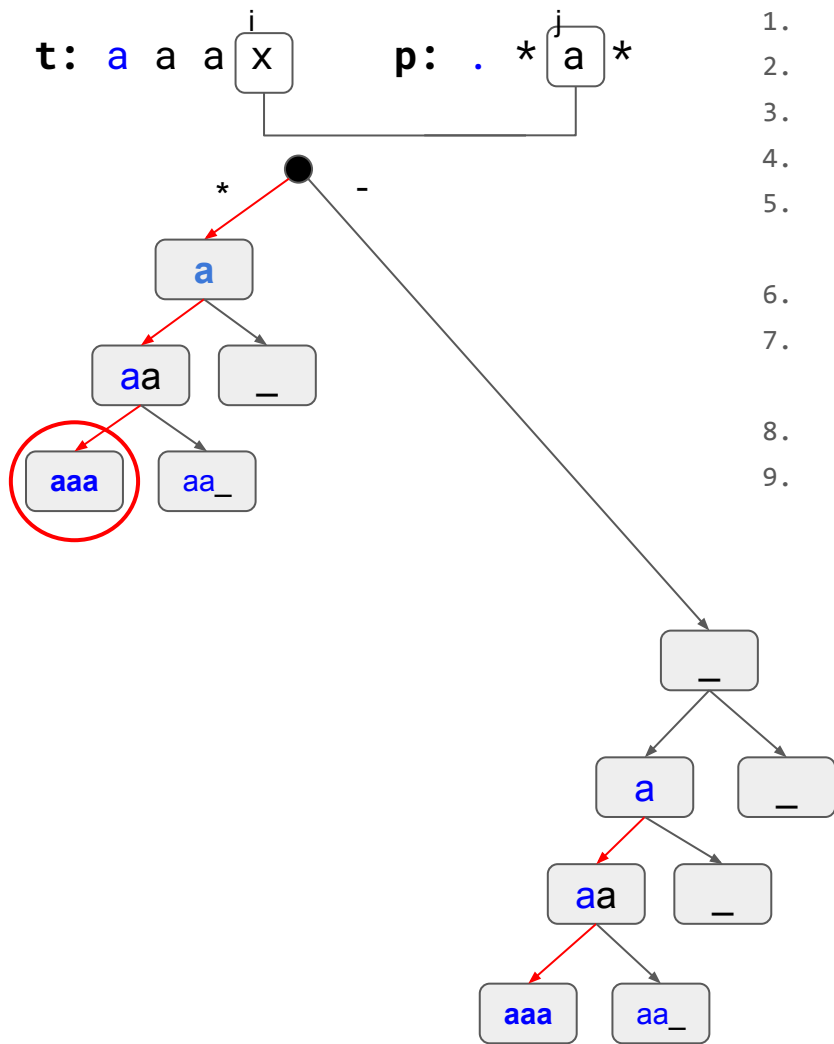 i j
t: a a a x p: . * a *
* -
a
aa _
aaa aa_
_
a _
aa _
aaa aa_
1.
2.
3.
4.
5.
6.
7.
8.
9.